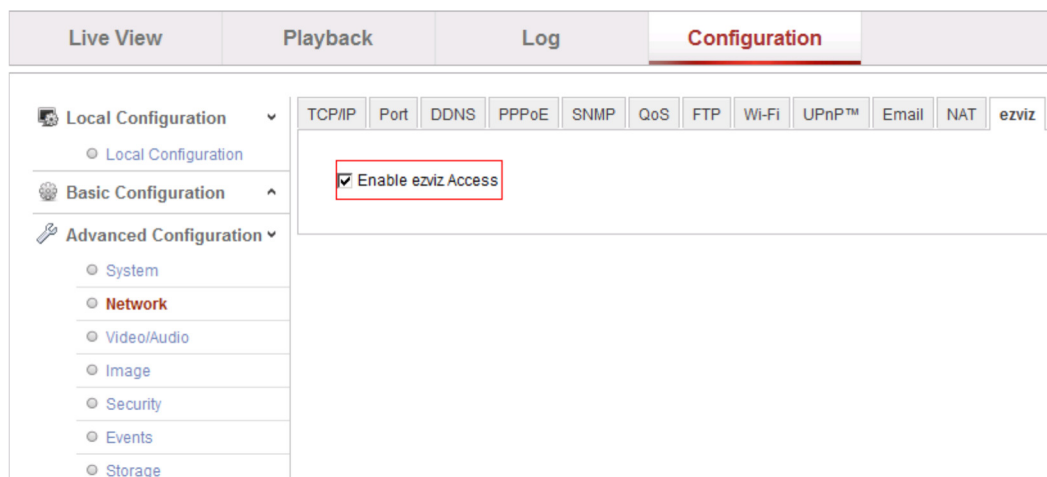 Live View Playback Log Configuration
Local Configuration
Local Configuration
Basic Configuration
Advanced Configuration
System
Network
Video/Audio
Image
Security
Events
Storage
TCP/IP Port DDNS PPPoE SNMP QoS FTP Wi-Fi UPnP™ Email NAT ezviz
Enable ezviz Access